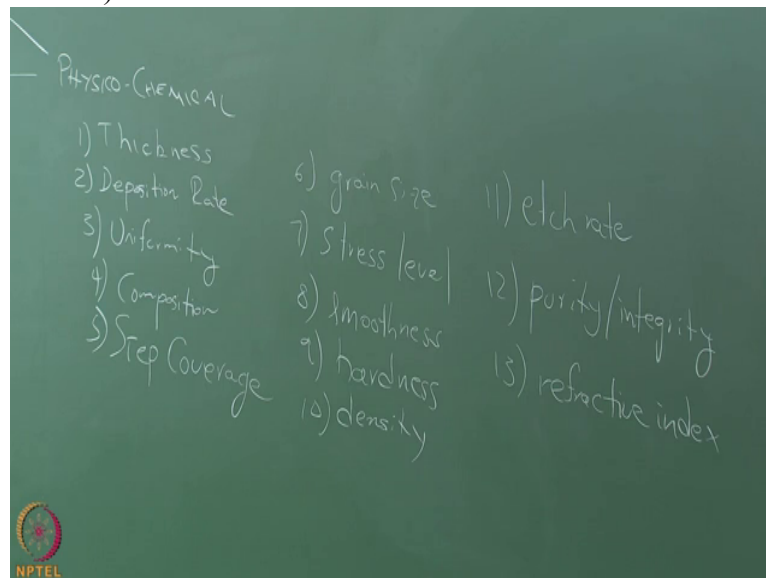 )
PHYSICO-CHEMICAL
1) Thickness
2) Deposition Rate
3) Uniformity
4) Composition
5) Step Coverage
6) grain size
7) Stress level
8) Smoothness
9) hardness
10) density
11) etch rate
12) purity/integrity
13) refractive index
NPTEL